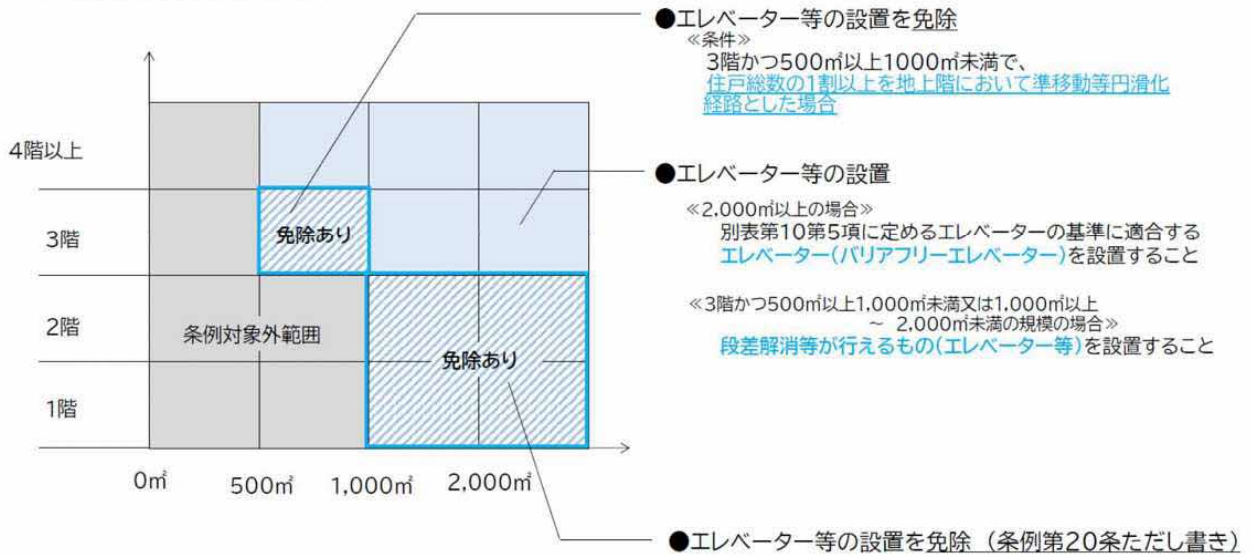 ●エレベーター等の設置を免除
≪条件≫
3階かつ500㎡以上1000㎡未満で、
住戸総数の1割以上を地上階において準移動等円滑化
経路とした場合
4階以上
3階
2階
1階
免除あり
条例対象外範囲
免除あり
0㎡
500㎡
1,000㎡
2,000㎡
●エレベーター等の設置
≪2,000㎡以上の場合≫
別表第10第5項に定めるエレベーターの基準に適合する
エレベーター(バリアフリーエレベーター)を設置すること
≪3階かつ500㎡以上1,000㎡未満又は1,000㎡以上
～ 2,000㎡未満の規模の場合≫
段差解消等が行えるもの(エレベーター等)を設置すること
●エレベーター等の設置を免除（条例第20条ただし書き）